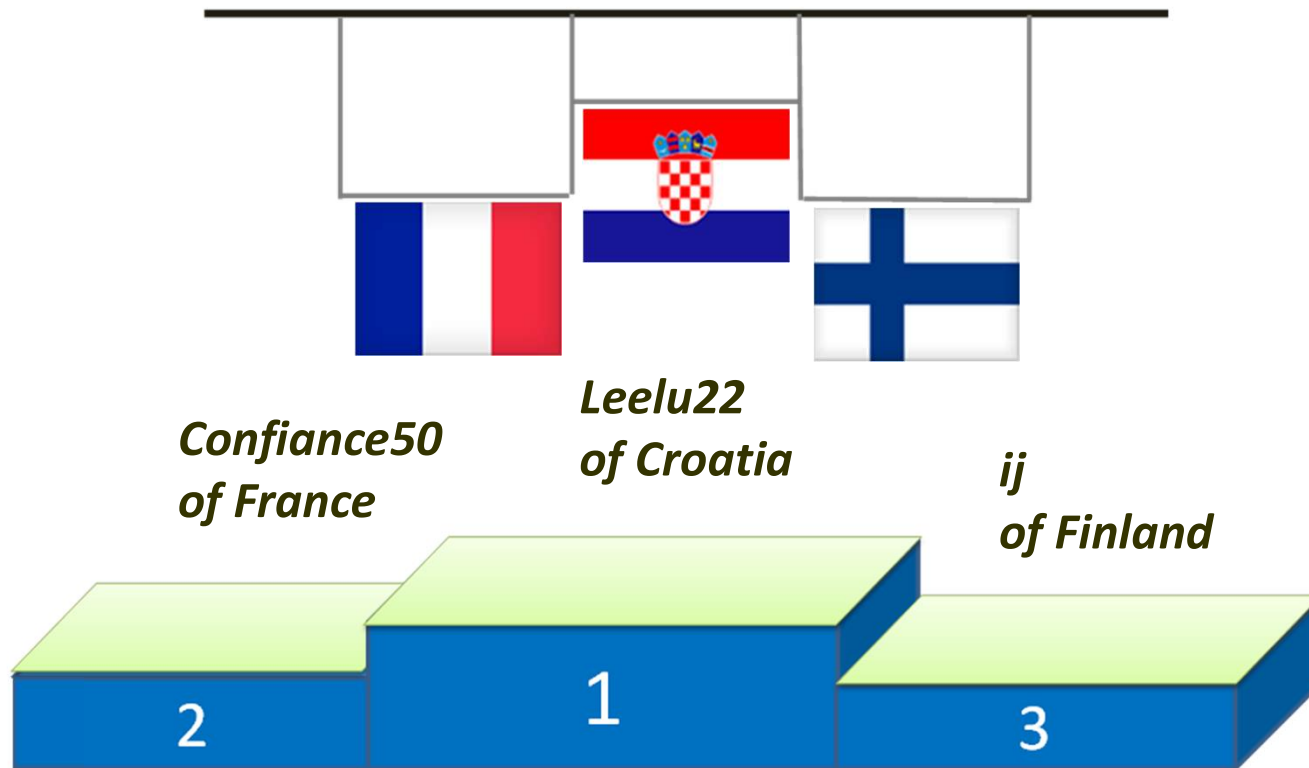 Leelu22
of Croatia
Confiance50
of France
ij
of Finland
1
2
3